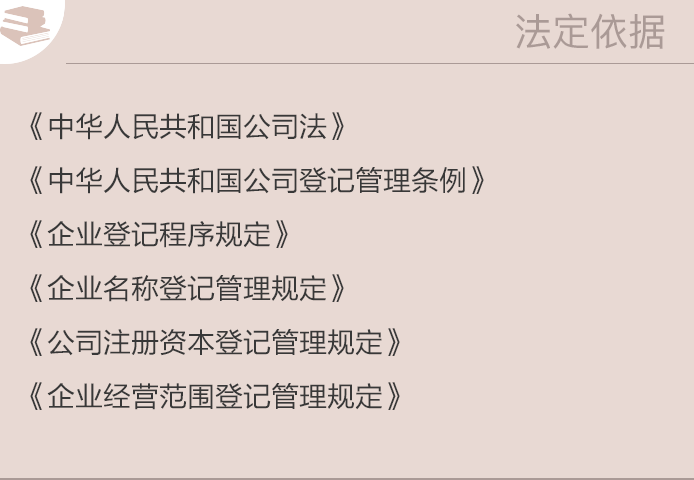 法定依据
《中华人民共和国公司法》
《中华人民共和国公司登记管理条例》
《企业登记程序规定》
《企业名称登记管理规定》
《公司注册资本登记管理规定》
《企业经营范围登记管理规定》